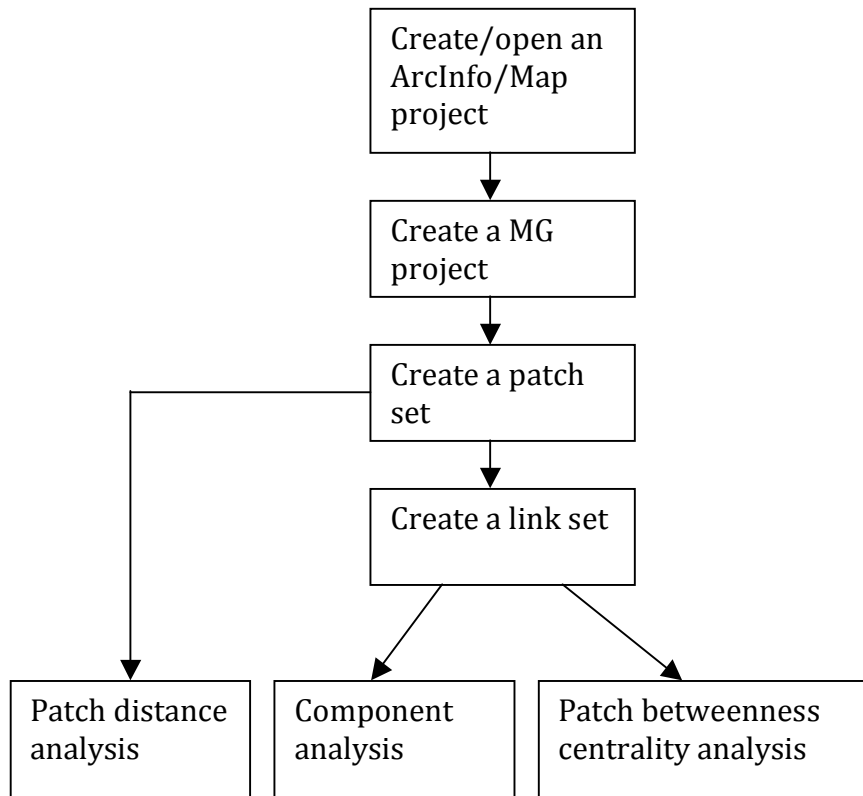 Create/open an
ArcInfo/Map
project
Create a MG
project
Create a patch
set
Create a link set
Patch distance
analysis
Component
analysis
Patch betweenness
centrality analysis